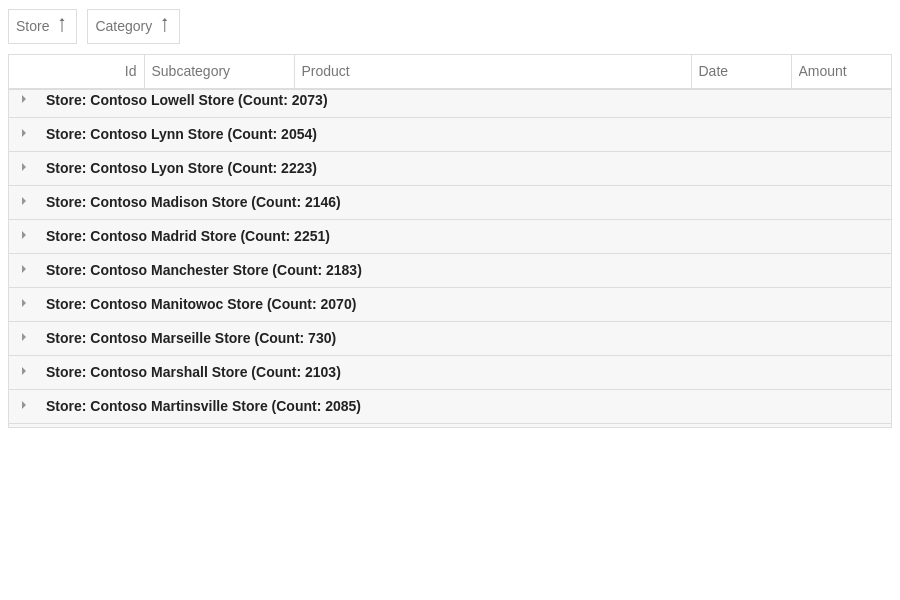 Store Category
Id Subcategory Product Date Amount
Store: Contoso Lowell Store (Count: 2073)
Store: Contoso Lynn Store (Count: 2054)
Store: Contoso Lyon Store (Count: 2223)
Store: Contoso Madison Store (Count: 2146)
Store: Contoso Madrid Store (Count: 2251)
Store: Contoso Manchester Store (Count: 2183)
Store: Contoso Manitowoc Store (Count: 2070)
Store: Contoso Marseille Store (Count: 730)
Store: Contoso Marshall Store (Count: 2103)
Store: Contoso Martinsville Store (Count: 2085)